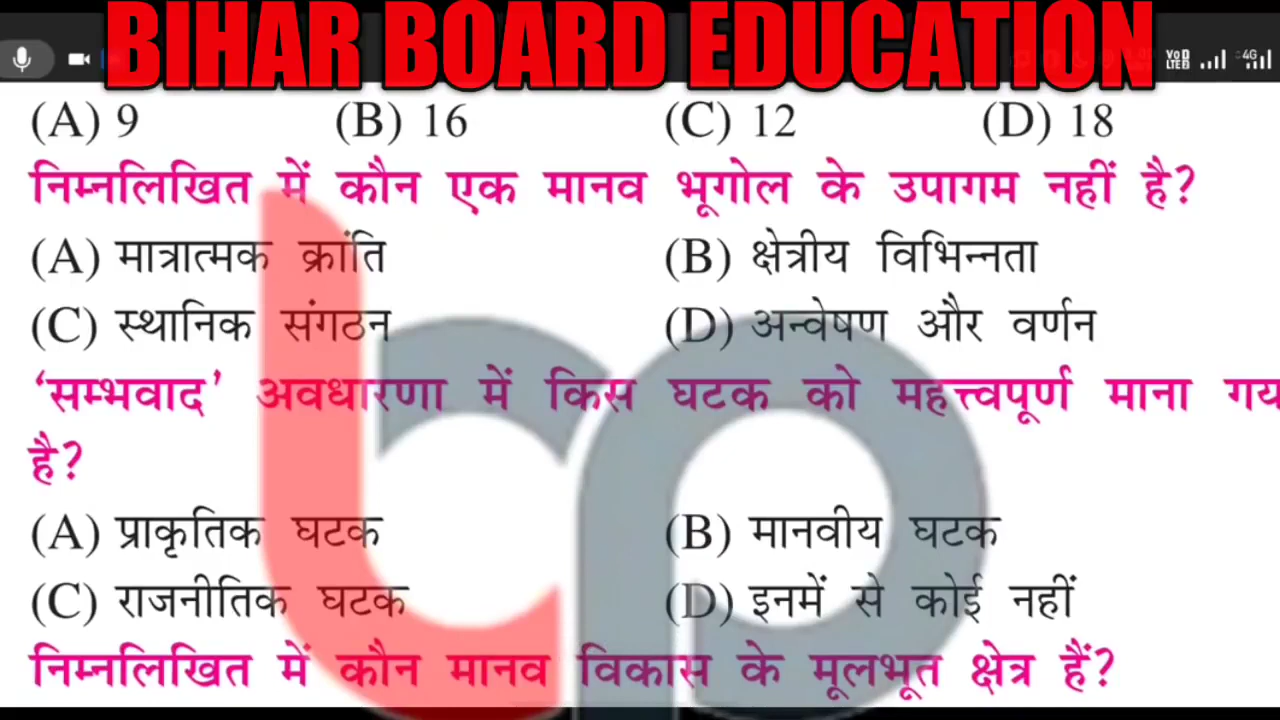 BIHAR BOARD EDUCATION
(A) 9 (B) 16 (C) 12 (D) 18
निम्नलिखित में कौन एक मानव भूगोल के उपागम नहीं है?
(A) मात्रात्मक क्रांति (B) क्षेत्रीय विभिन्नता
(C) स्थानिक संगठन (D) अन्वेषण और वर्णन
‘सम्भवाद’ अवधारणा में किस घटक को महत्त्वपूर्ण माना गय
है?
(A) प्राकृतिक घटक (B) मानवीय घटक
(C) राजनीतिक घटक (D) इनमें से कोई नहीं
निम्नलिखित में कौन मानव विकास के मूलभूत क्षेत्र हैं?